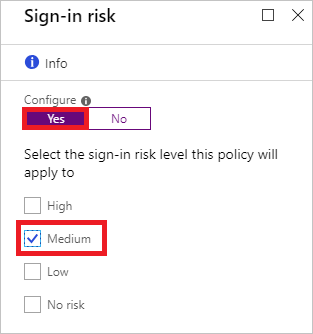 Sign-in risk
Info
Configure
Yes No
Select the sign-in risk level this policy will
apply to
High
Medium
Low
No risk